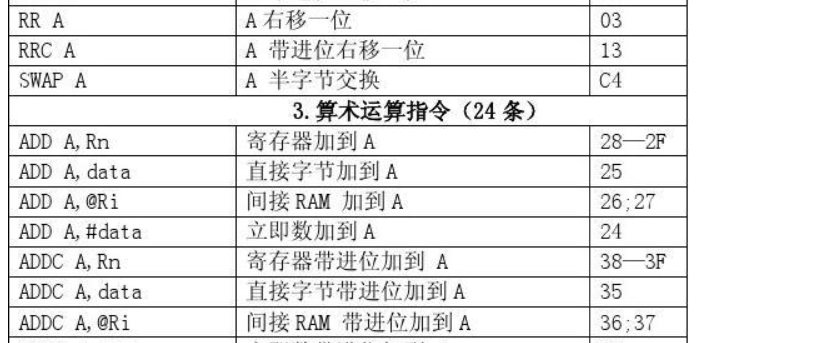 RR A A 右移一位 03
RRC A A 带进位右移一位 13
SWAP A A 半字节交换 C4
3.算术运算指令（24 条）
ADD A,Rn 寄存器加到 A 28—2F
ADD A,data 直接字节加到 A 25
ADD A,@Ri 间接 RAM 加到 A 26;27
ADD A,#data 立即数加到 A 24
ADDC A,Rn 寄存器带进位加到 A 38—3F
ADDC A,data 直接字节带进位加到 A 35
ADDC A,@Ri 间接 RAM 带进位加到 A 36;37